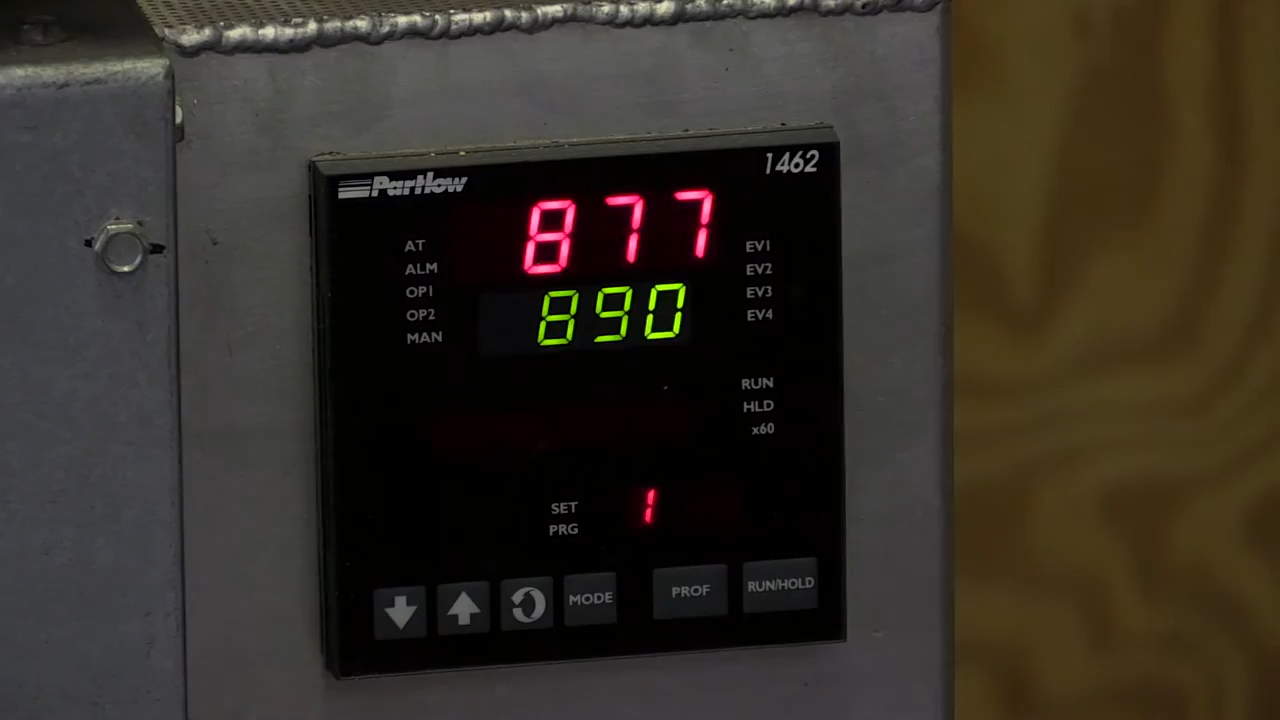 Partlow
1462
877
AT
EV1
ALM
EV2
890
OP1
EV3
OP2
EV4
MAN
RUN
HLD
x60
SET
1
PRG
MODE
PROF
RUN/HOLD